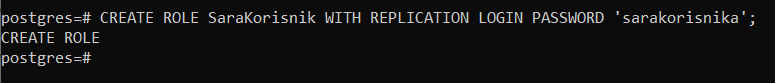 postgres=# CREATE ROLE SaraKorisnik WITH REPLICATION LOGIN PASSWORD 'sarakorisnika';
CREATE ROLE
postgres=#